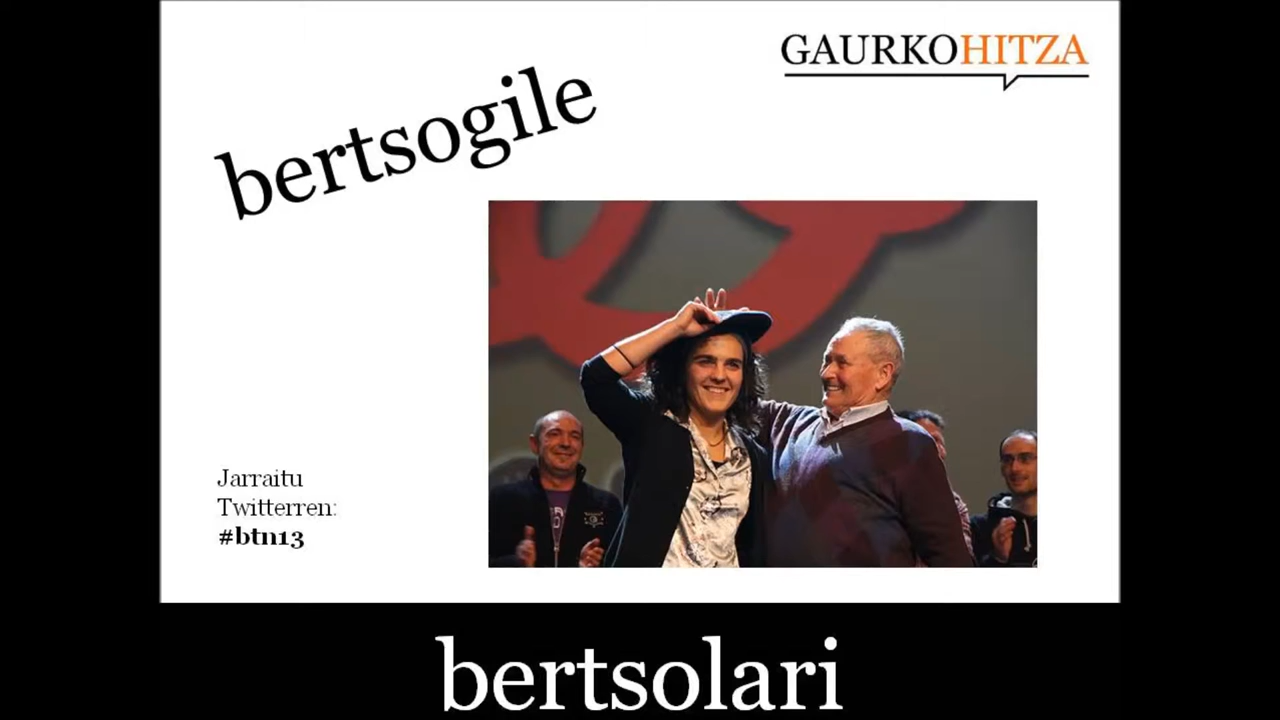 GAURKOHITZA
bertsogile
Jarraitu
Twitterren:
#btn13
bertsolari